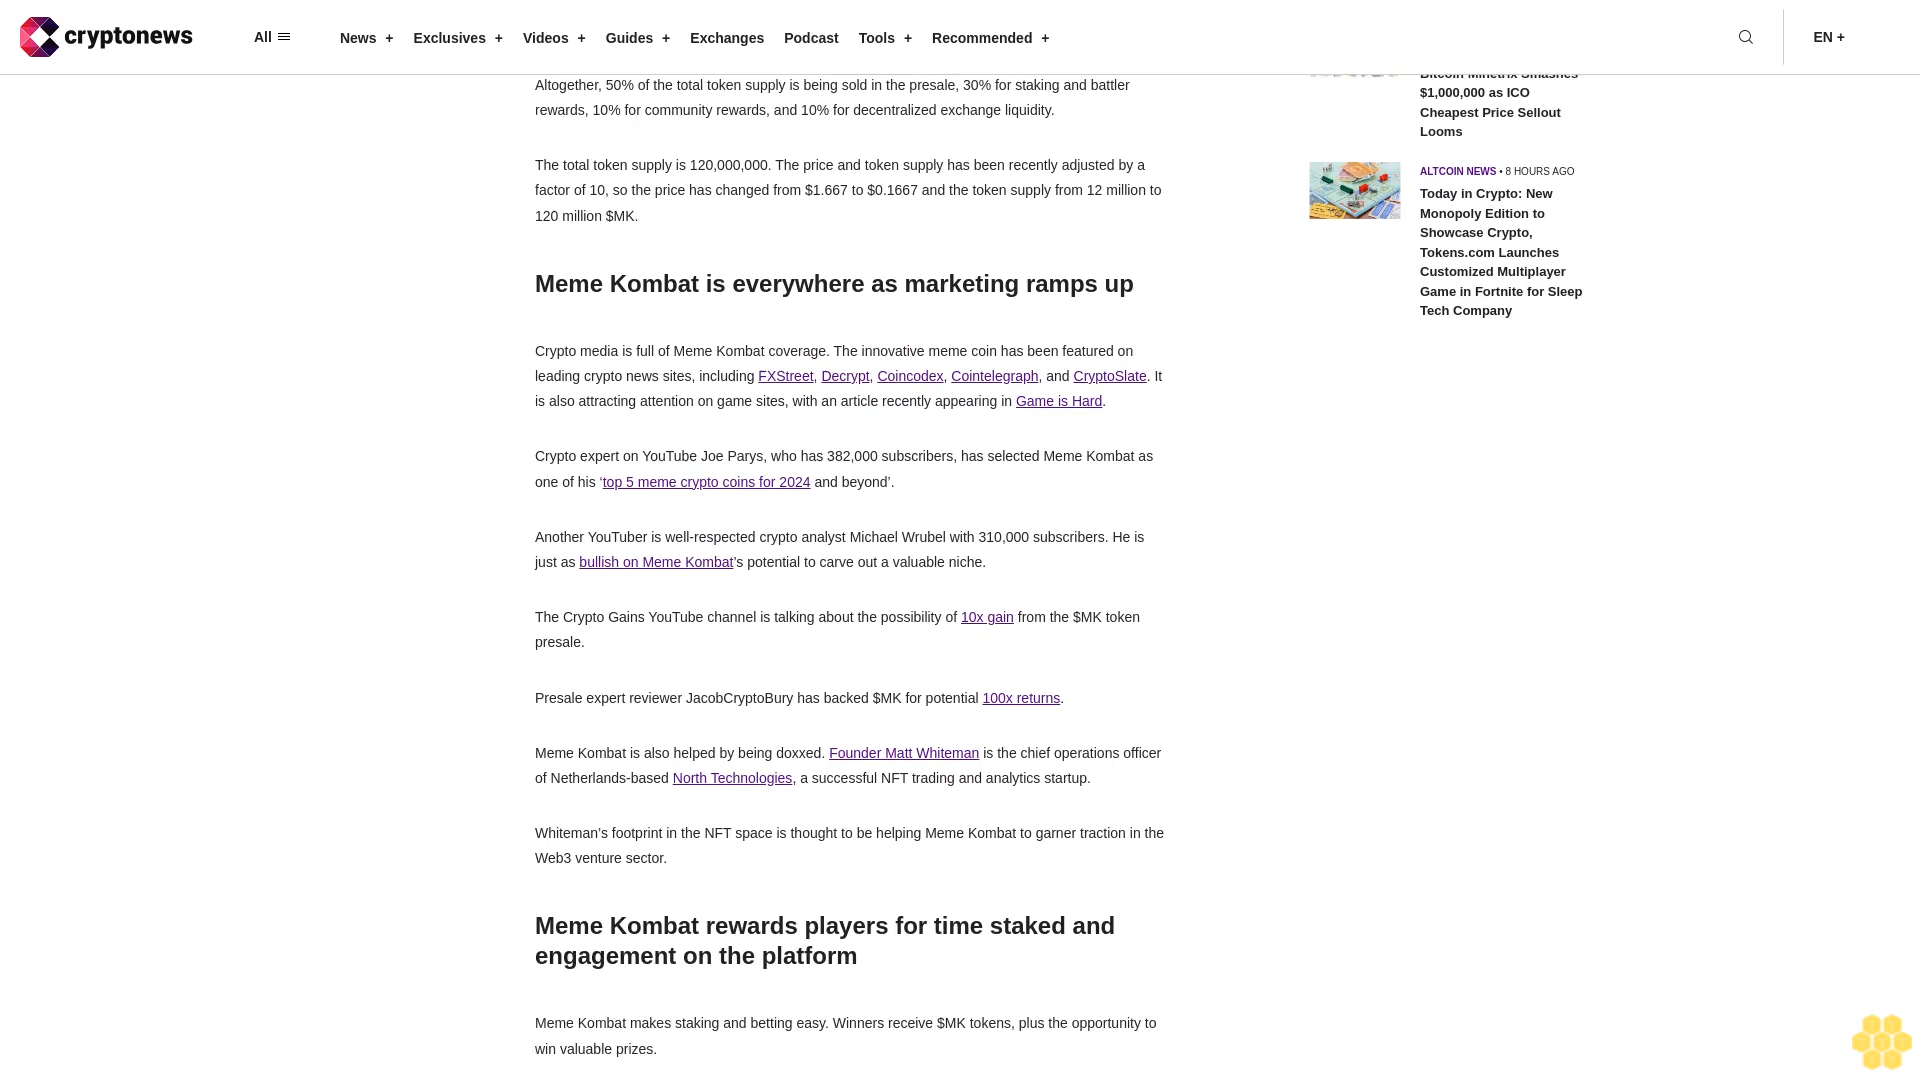 cryptonews
All
News +
Exclusives +
Videos +
Guides +
Exchanges
Podcast
Tools +
Recommended +
EN +
Altogether, 50% of the total token supply is being sold in the presale, 30% for staking and battler
rewards, 10% for community rewards, and 10% for decentralized exchange liquidity.
The total token supply is 120,000,000. The price and token supply has been recently adjusted by a
factor of 10, so the price has changed from $1.667 to $0.1667 and the token supply from 12 million to
120 million $MK.
Meme Kombat is everywhere as marketing ramps up
Crypto media is full of Meme Kombat coverage. The innovative meme coin has been featured on
leading crypto news sites, including FXStreet, Decrypt, Coincodex, Cointelegraph, and CryptoSlate. It
is also attracting attention on game sites, with an article recently appearing in Game is Hard.
Crypto expert on YouTube Joe Parys, who has 382,000 subscribers, has selected Meme Kombat as
one of his ‘top 5 meme crypto coins for 2024 and beyond’.
Another YouTuber is well-respected crypto analyst Michael Wrubel with 310,000 subscribers. He is
just as bullish on Meme Kombat’s potential to carve out a valuable niche.
The Crypto Gains YouTube channel is talking about the possibility of 10x gain from the $MK token
presale.
Presale expert reviewer JacobCryptoBury has backed $MK for potential 100x returns.
Meme Kombat is also helped by being doxxed. Founder Matt Whiteman is the chief operations officer
of Netherlands-based North Technologies, a successful NFT trading and analytics startup.
Whiteman’s footprint in the NFT space is thought to be helping Meme Kombat to garner traction in the
Web3 venture sector.
Meme Kombat rewards players for time staked and
engagement on the platform
Meme Kombat makes staking and betting easy. Winners receive $MK tokens, plus the opportunity to
win valuable prizes.
Bitcoin Minetrix Smashes
$1,000,000 as ICO
Cheapest Price Sellout
Looms
ALTCOIN NEWS • 8 HOURS AGO
Today in Crypto: New
Monopoly Edition to
Showcase Crypto,
Tokens.com Launches
Customized Multiplayer
Game in Fortnite for Sleep
Tech Company